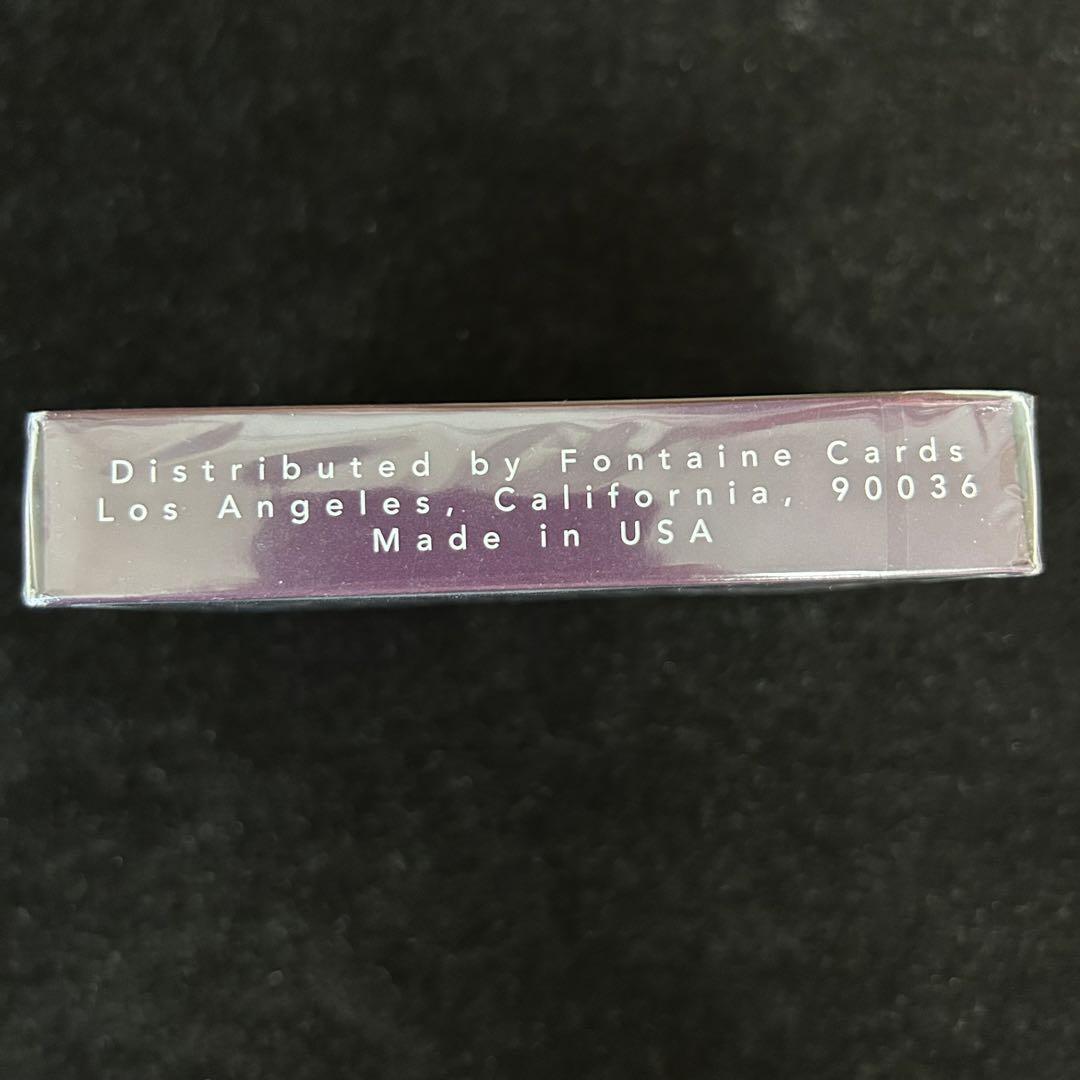 Distributed by Fontaine Cards
Los Angeles, California, 90036
Made in USA